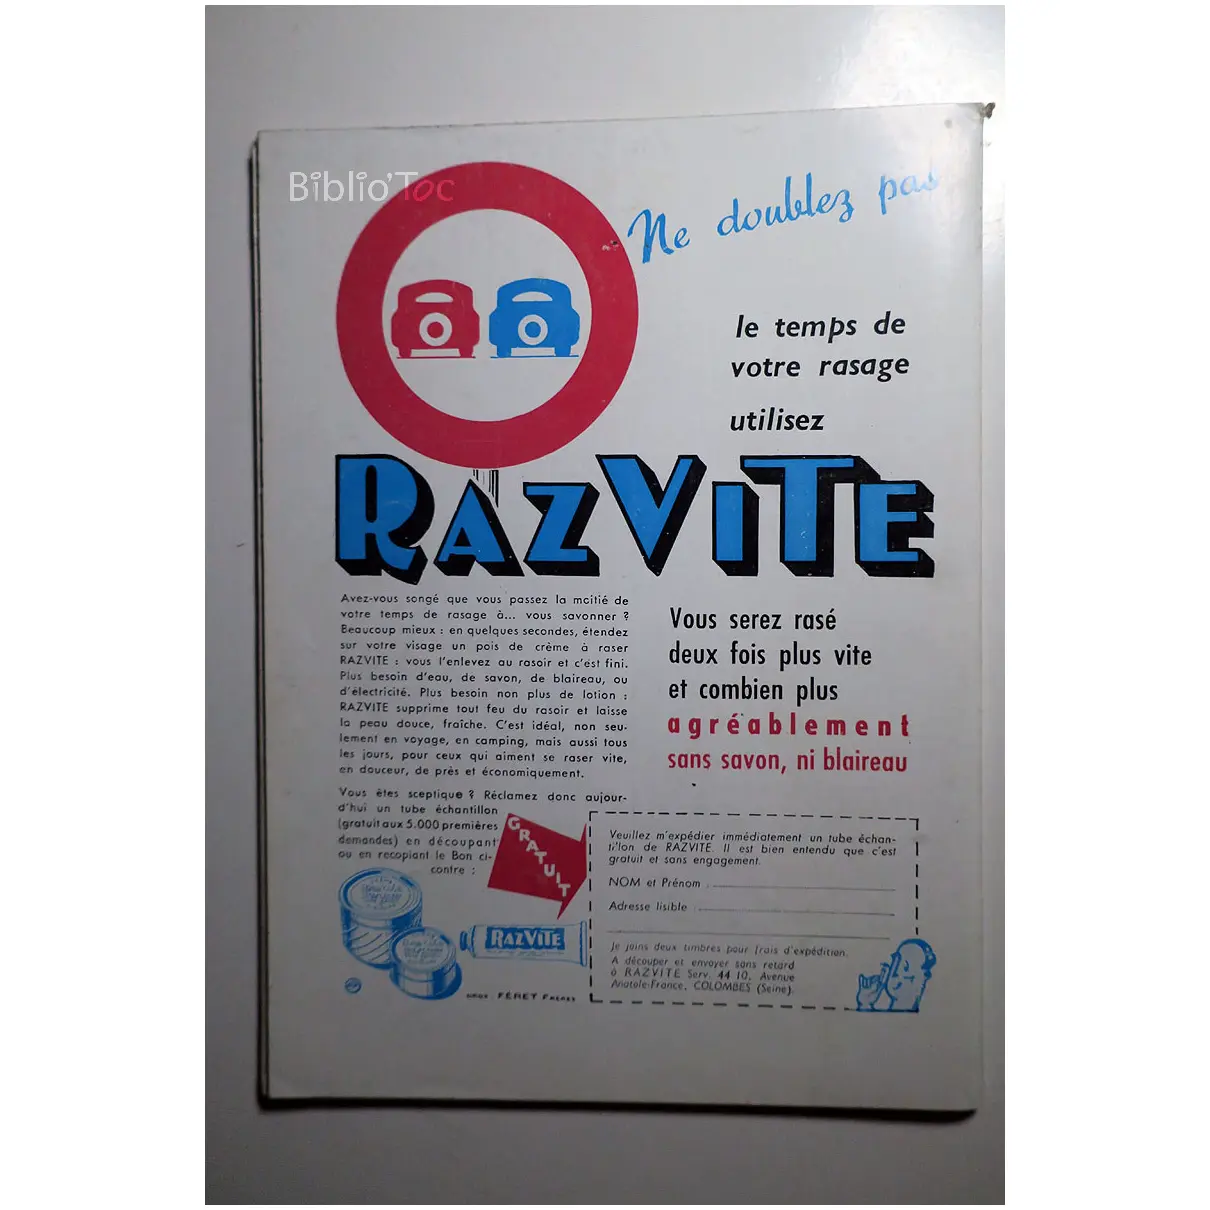 Biblio'Toc
Ne doublez pas
le temps de
votre rasage
utilisez
RAZVITE
Avez-vous songé que vous passez la mcitié de
votre temps de rasage à... vous savonner ?
Beaucoup mieux : en quelques secondes, étendez
sur votre visage un pois de crème à raser
RAZVITE : vous l'enlevez au rasoir et c'est fini.
Plus besoin d'eau, de savon, de blaireau, ou
d'électricité. Plus besoin non plus de lotion :
RAZVITE supprime tout feu du rasoir et laisse
la peau douce, fraîche. C'est idéal, non seu-
lement en voyage, en camping, mais aussi tous
les jours, pour ceux qui aiment se raser vite,
en douceur, de près et économiquement.
Vous êtes sceptique ? Réclamez donc aujour-
d'hui un tube échantillon
(gratuit aux 5.000 premières
demandes) en découpant
ou en recopiant le Bon ci-
contre :
Vous serez rasé
deux fois plus vite
et combien plus
agréablement
sans savon, ni blaireau
GRATUIT
Veuillez m'expédier immédiatement un tube échan-
tillon de RAZVITE. Il est bien entendu que c'est
gratuit et sans engagement.
NOM et Prénom
Adresse lisible
Je joins deux timbres pour frais d'expédition.
A découper et envoyer sans retard
à RAZVITE Serv. 44 10, Avenue
Anatole-France, COLOMBES (Seine).
RAZVITE
FÉRET FRÈRES